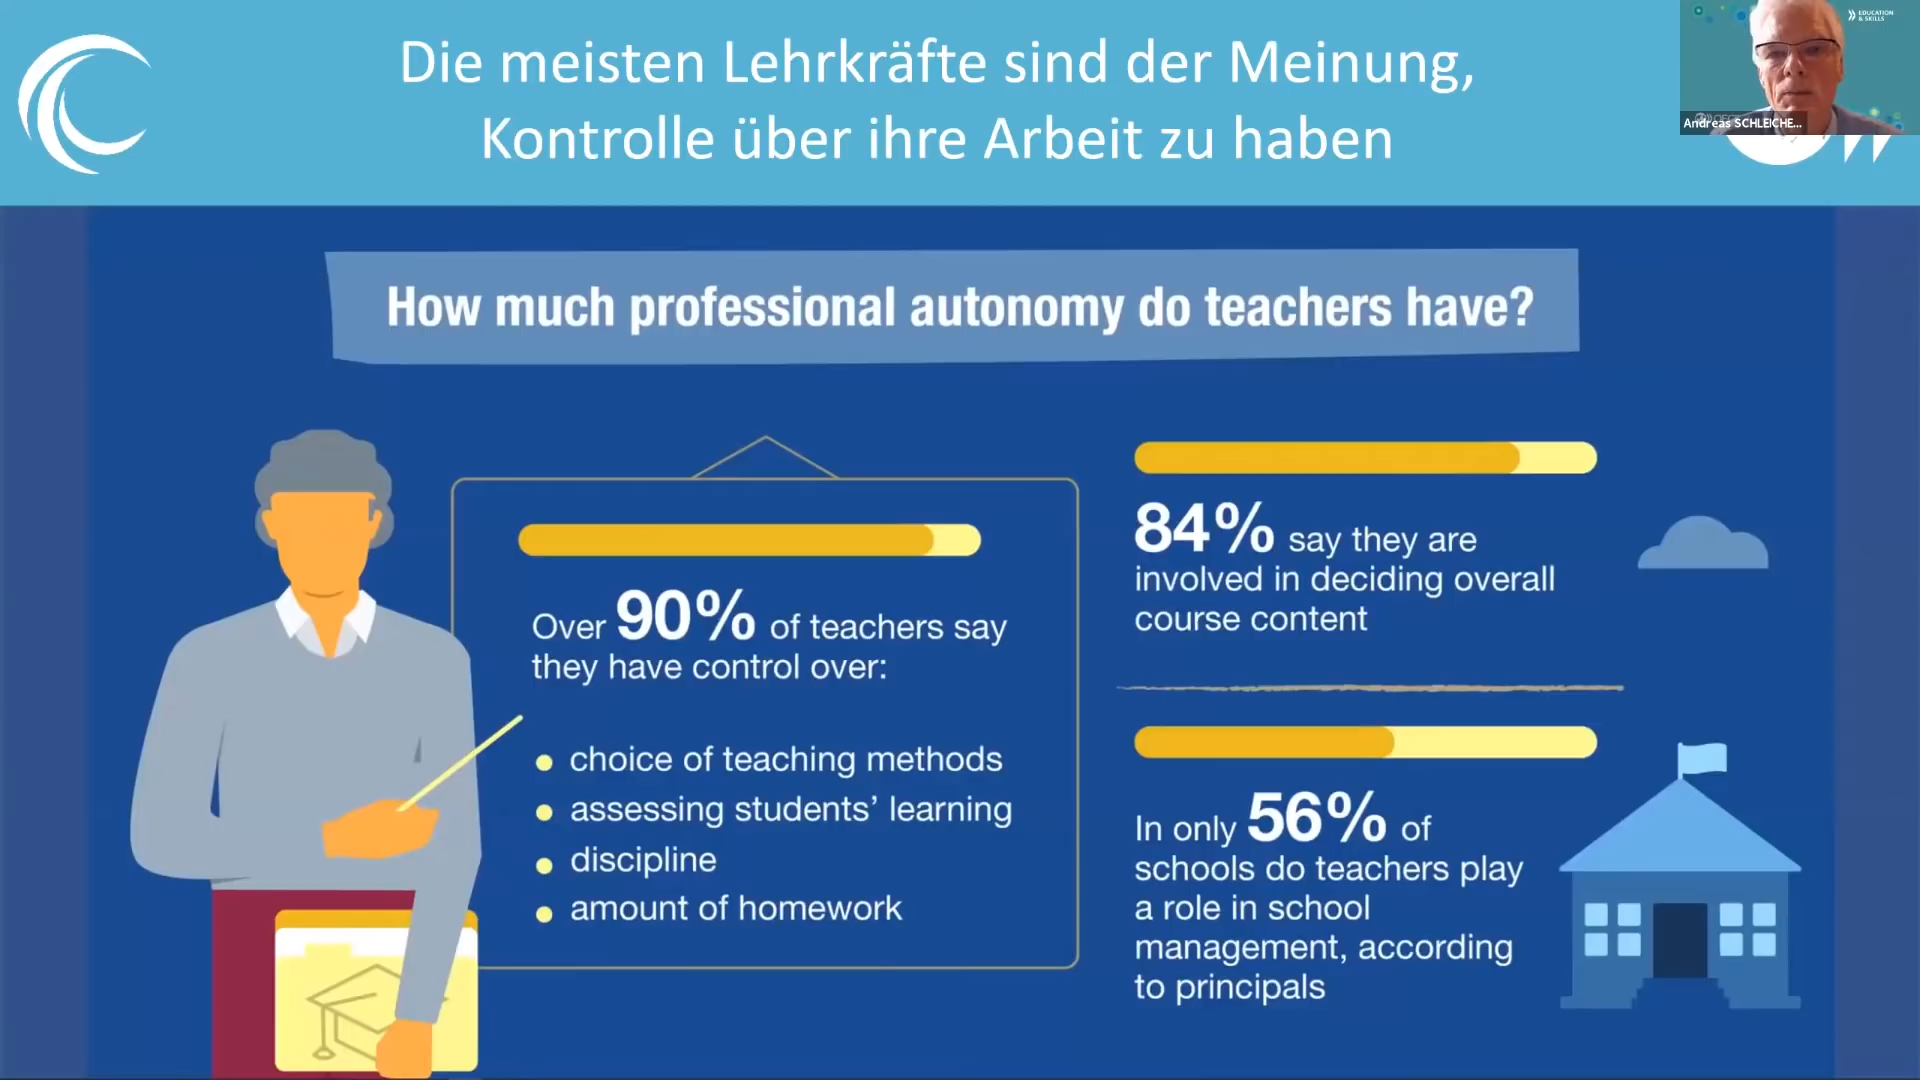 Die meisten Lehrkräfte sind der Meinung,
Kontrolle über ihre Arbeit zu haben
EDUCATION
& SKILLS
Andreas SCHLEICHE...
How much professional autonomy do teachers have?
Over 90% of teachers say
they have control over:
choice of teaching methods
assessing students’ learning
discipline
amount of homework
84% say they are
involved in deciding overall
course content
In only 56% of
schools do teachers play
a role in school
management, according
to principals